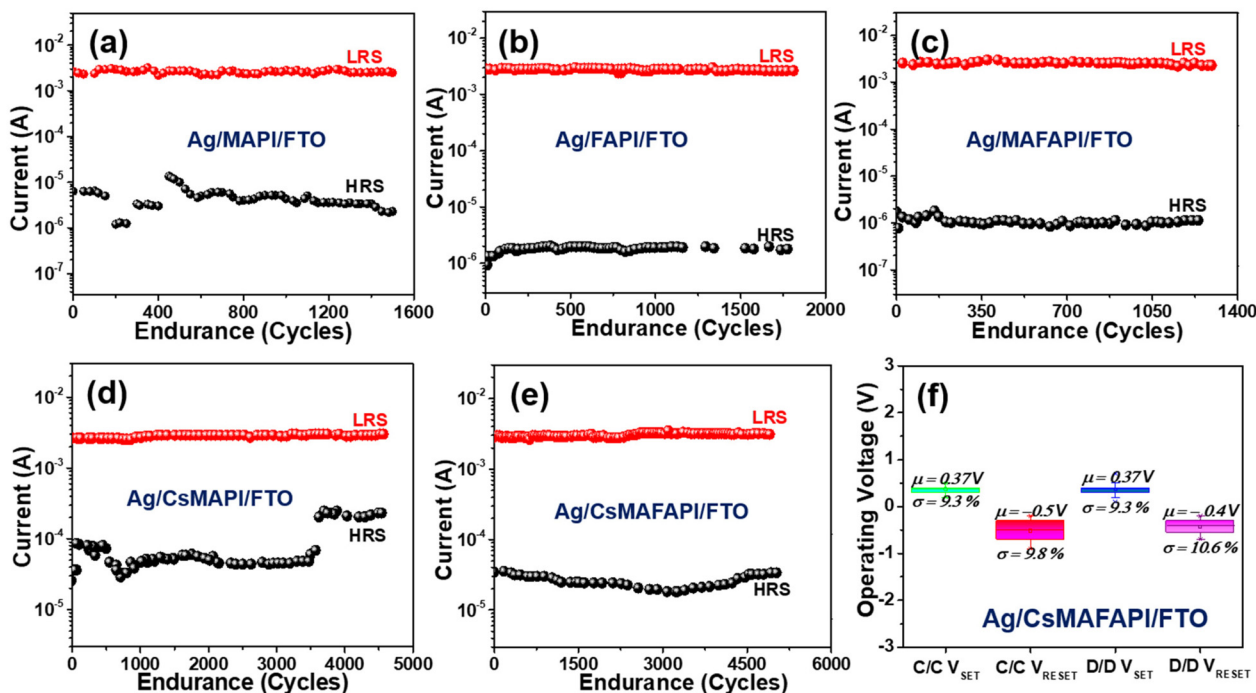 (a)
10⁻²
10⁻³
10⁻⁴
10⁻⁵
10⁻⁶
10⁻⁷
Current (A)
LRS
Ag/MAPI/FTO
HRS
0 400 800 1200 1600
Endurance (Cycles)
(b)
10⁻²
10⁻³
10⁻⁴
10⁻⁵
10⁻⁶
Current (A)
LRS
Ag/FAPI/FTO
HRS
0 500 1000 1500 2000
Endurance (Cycles)
(c)
10⁻²
10⁻³
10⁻⁴
10⁻⁵
10⁻⁶
10⁻⁷
Current (A)
LRS
Ag/MAFAPI/FTO
HRS
0 350 700 1050 1400
Endurance (Cycles)
(d)
10⁻²
10⁻³
10⁻⁴
10⁻⁵
Current (A)
LRS
Ag/CsMAPI/FTO
HRS
0 1000 2000 3000 4000 5000
Endurance (Cycles)
(e)
10⁻²
10⁻³
10⁻⁴
10⁻⁵
Current (A)
LRS
Ag/CsMAFAPI/FTO
HRS
0 1500 3000 4500 6000
Endurance (Cycles)
(f)
3
2
1
0
-1
-2
-3
Operating Voltage (V)
μ = 0.37 V
σ = 9.3 %
μ = −0.5 V
σ = 9.8 %
μ = 0.37 V
σ = 9.3 %
μ = −0.4 V
σ = 10.6 %
Ag/CsMAFAPI/FTO
C/C V_SET C/C V_RESET D/D V_SET D/D V_RESET